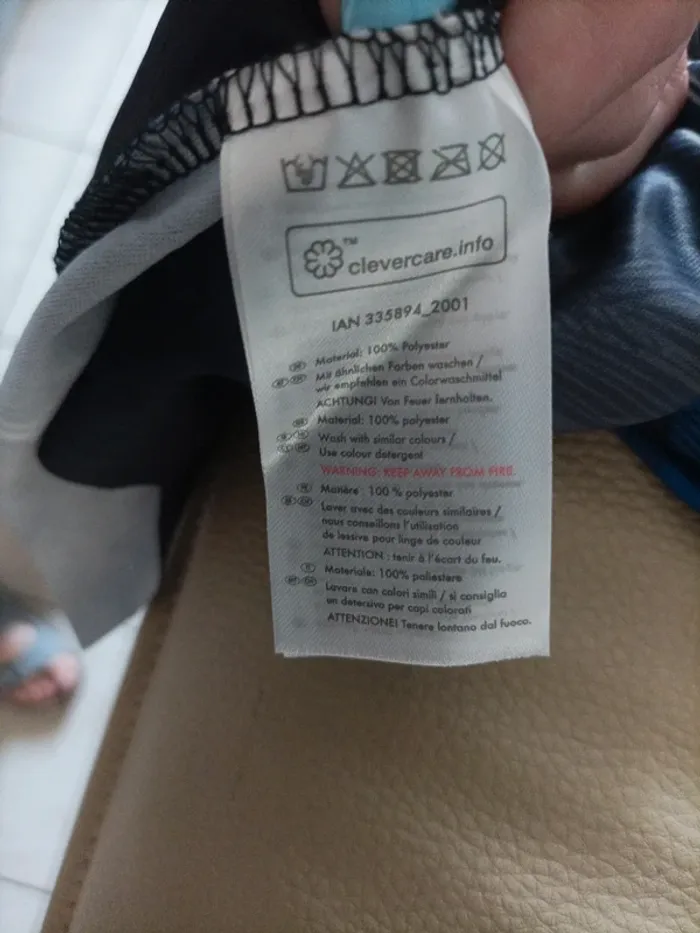 ™ clevercare.info
IAN 335894_2001
Material: 100% Polyester
Mit ähnlichen Farben waschen /
wir empfehlen ein Colorwaschmittel
ACHTUNG! Von Feuer fernhalten.
Material: 100% polyester
Wash with similar colours /
Use colour detergent
WARNING: KEEP AWAY FROM FIRE.
Matière : 100 % polyester
Laver avec des couleurs similaires /
nous conseillons l'utilisation
de lessive pour linge de couleur
ATTENTION : tenir à l'écart du feu.
Materiale: 100% poliestere
Lavare con colori simili / si consiglia
un detersivo per capi colorati
ATTENZIONE! Tenere lontano dal fuoco.